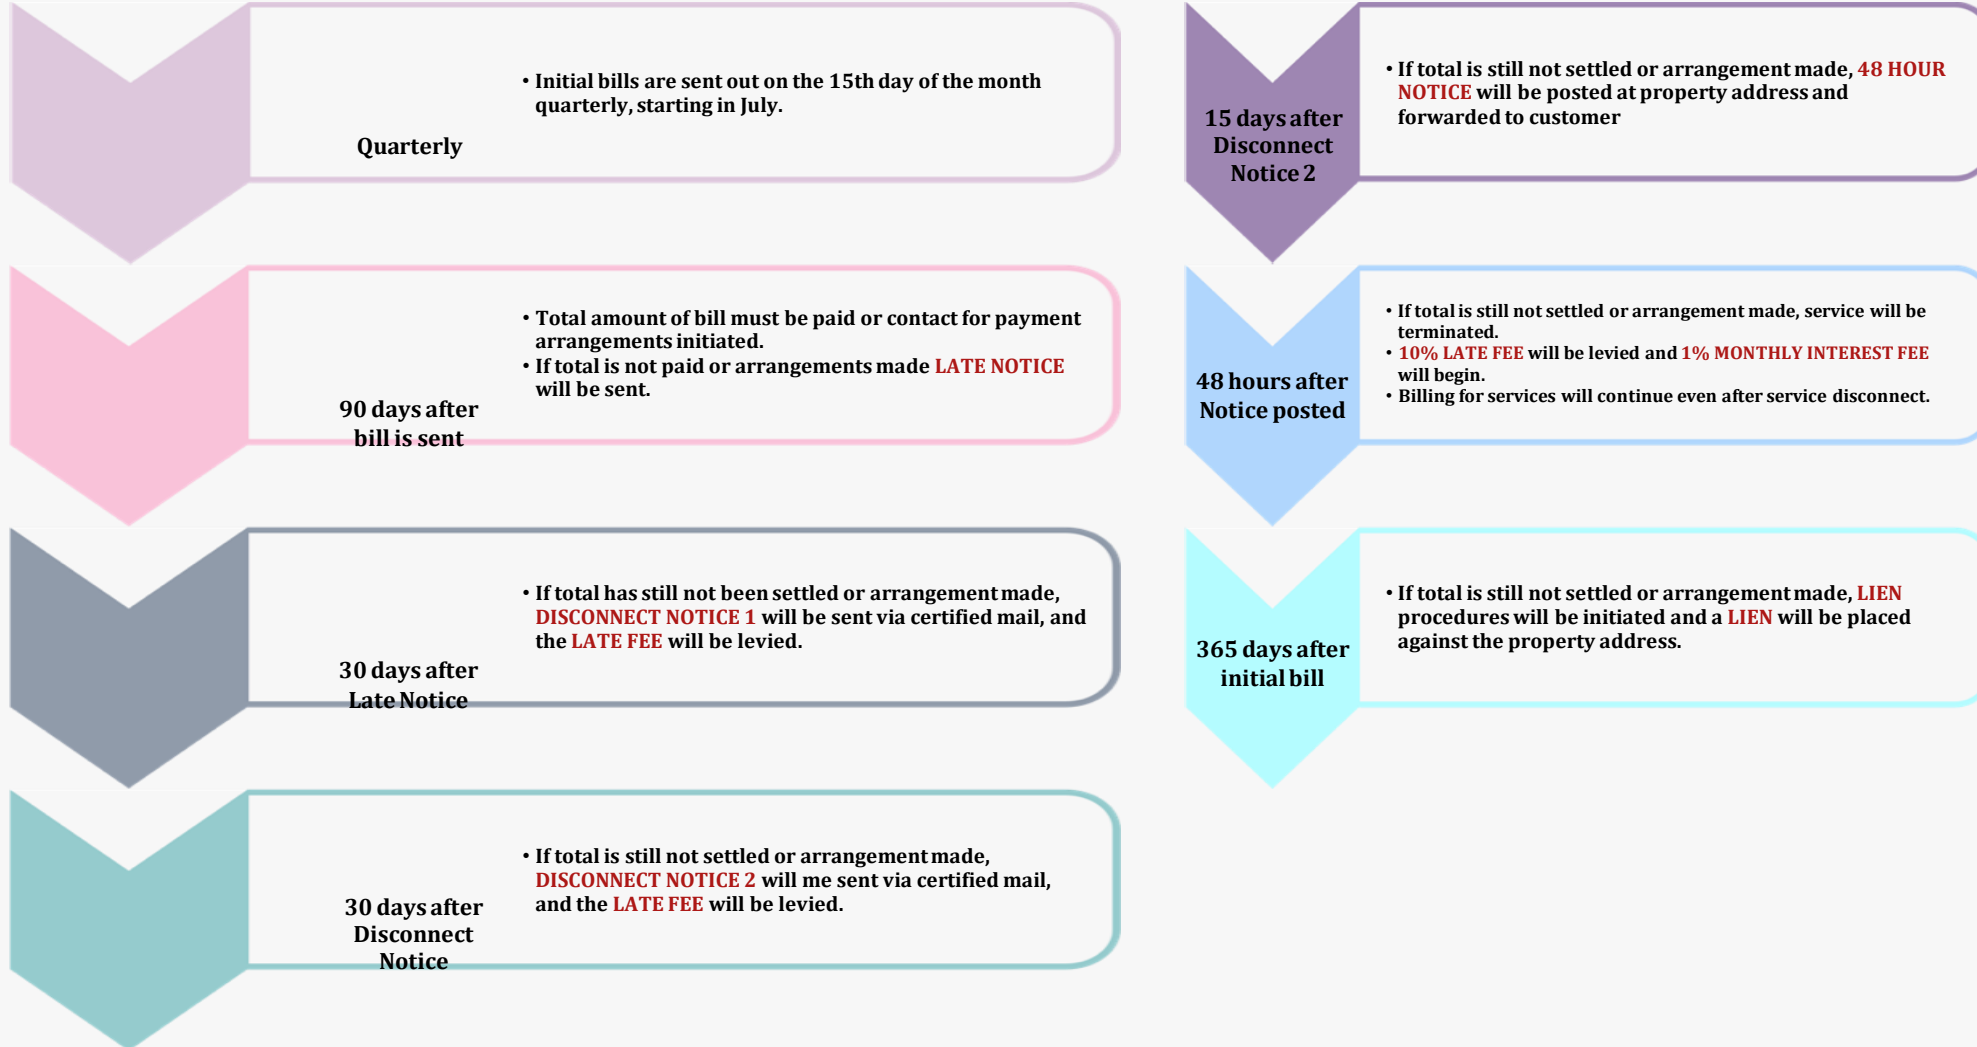 Quarterly
• Initial bills are sent out on the 15th day of the month
quarterly, starting in July.
90 days after
bill is sent
• Total amount of bill must be paid or contact for payment
arrangements initiated.
• If total is not paid or arrangements made LATE NOTICE
will be sent.
30 days after
Late Notice
• If total has still not been settled or arrangement made,
DISCONNECT NOTICE 1 will be sent via certified mail, and
the LATE FEE will be levied.
30 days after
Disconnect
Notice
• If total is still not settled or arrangement made,
DISCONNECT NOTICE 2 will me sent via certified mail,
and the LATE FEE will be levied.
15 days after
Disconnect
Notice 2
• If total is still not settled or arrangement made, 48 HOUR
NOTICE will be posted at property address and
forwarded to customer
48 hours after
Notice posted
• If total is still not settled or arrangement made, service will be
terminated.
• 10% LATE FEE will be levied and 1% MONTHLY INTEREST FEE
will begin.
• Billing for services will continue even after service disconnect.
365 days after
initial bill
• If total is still not settled or arrangement made, LIEN
procedures will be initiated and a LIEN will be placed
against the property address.